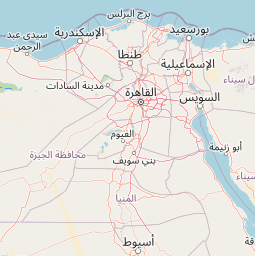 برج البرلس
بورسعيد
سيدى عبد
الرحمن
الإسكندرية
طنطا
الإسماعيلية
مدينة السادات
القاهرة
السويس
الفيوم
أبو زنيمة
محافظة الجيزة
بني سويف
المنيا
أسيوط